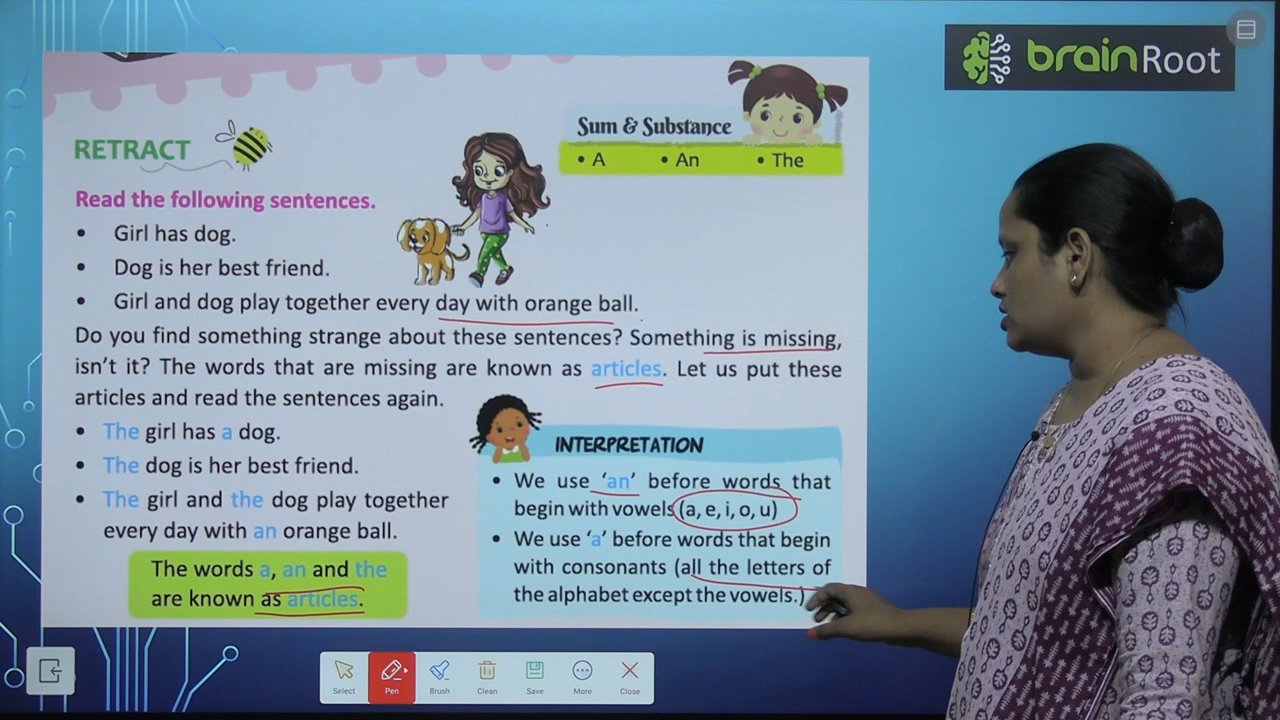 brainRoot
Sum & Substance
• A • An • The
RETRACT
Read the following sentences.
• Girl has dog.
• Dog is her best friend.
• Girl and dog play together every day with orange ball.
Do you find something strange about these sentences? Something is missing,
isn't it? The words that are missing are known as articles. Let us put these
articles and read the sentences again.
• The girl has a dog.
• The dog is her best friend.
• The girl and the dog play together
every day with an orange ball.
The words a, an and the
are known as articles.
INTERPRETATION
• We use ‘an’ before words that
begin with vowels (a, e, i, o, u)
• We use ‘a’ before words that begin
with consonants (all the letters of
the alphabet except the vowels.)
Select Pen Brush Clean Save More Close